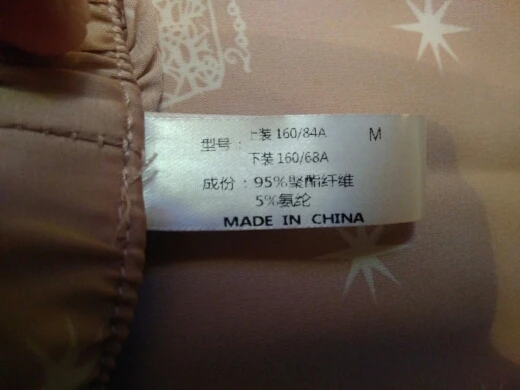 型号: 上装 160/84A M
下装 160/68A
成份: 95%聚酯纤维
5%氨纶
MADE IN CHINA